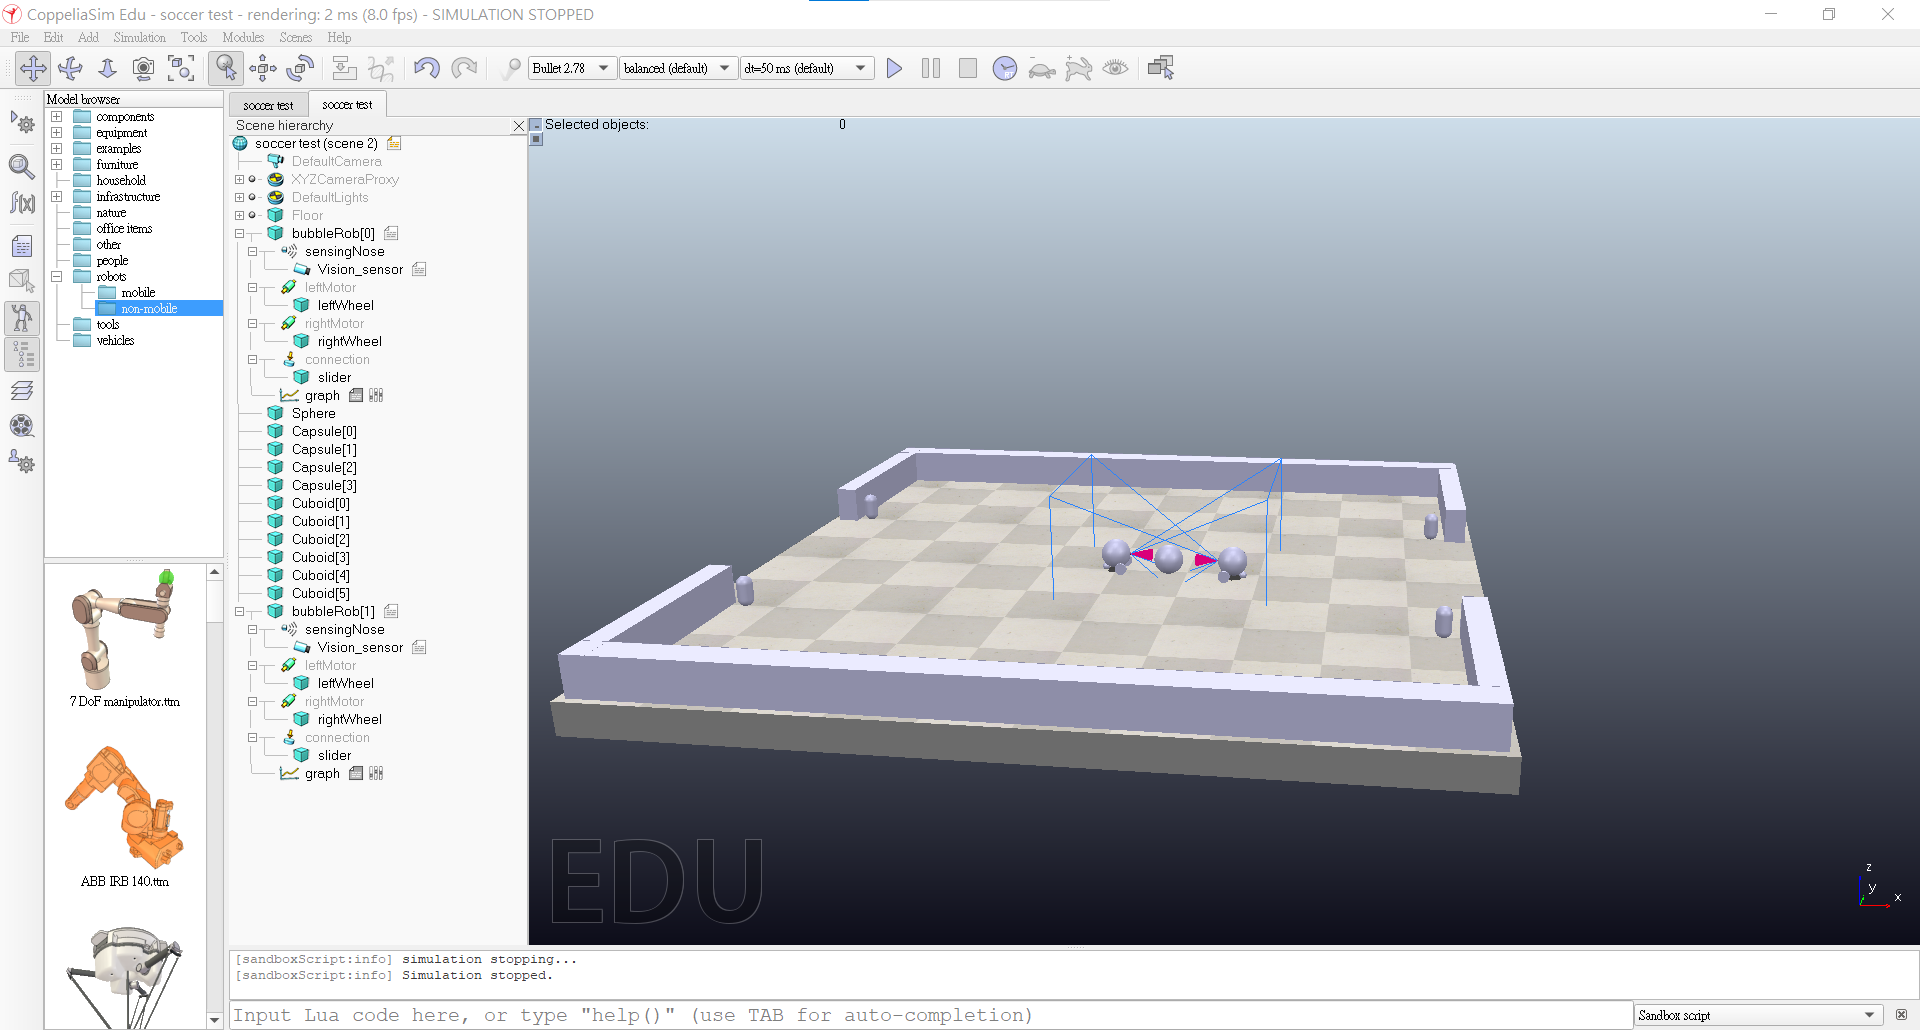 CoppeliaSim Edu - soccer test - rendering: 2 ms (8.0 fps) - SIMULATION STOPPED
File Edit Add Simulation Tools Modules Scenes Help
Bullet 2.78 balanced (default) dt=50 ms (default)
Model browser
components
equipment
examples
furniture
household
infrastructure
nature
office items
other
people
robots
mobile
non-mobile
tools
vehicles
7 DoF manipulator.ttm
ABB IRB 140.ttm
soccer test soccer test
Scene hierarchy
soccer test (scene 2)
DefaultCamera
XYZCameraProxy
DefaultLights
Floor
bubbleRob[0]
sensingNose
Vision_sensor
leftMotor
leftWheel
rightMotor
rightWheel
connection
slider
graph
Sphere
Capsule[0]
Capsule[1]
Capsule[2]
Capsule[3]
Cuboid[0]
Cuboid[1]
Cuboid[2]
Cuboid[3]
Cuboid[4]
Cuboid[5]
bubbleRob[1]
sensingNose
Vision_sensor
leftMotor
leftWheel
rightMotor
rightWheel
connection
slider
graph
Selected objects: 0
EDU
z
y
x
[sandboxScript:info] simulation stopping...
[sandboxScript:info] Simulation stopped.
Input Lua code here, or type "help()" (use TAB for auto-completion)
Sandbox script